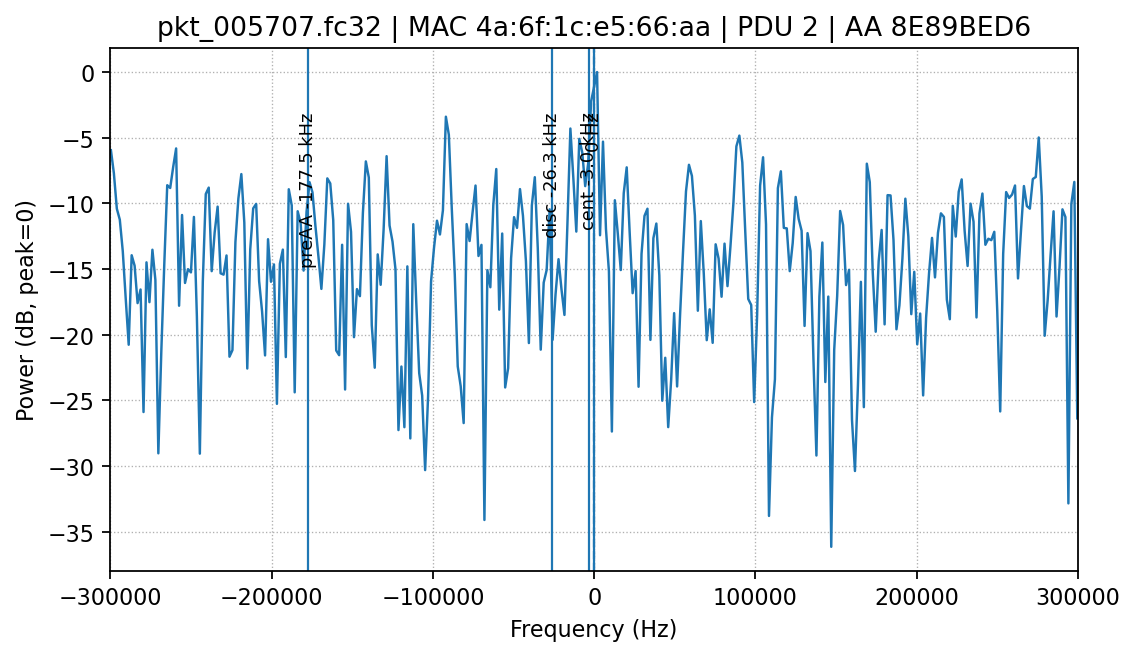 pkt_005707.fc32 | MAC 4a:6f:1c:e5:66:aa | PDU 2 | AA 8E89BED6
Power (dB, peak=0)
0
−5
−10
−15
−20
−25
−30
−35
preAA -177.5 kHz
disc -26.3 kHz
cent -3.0 kHz
−300000
−200000
−100000
0
100000
200000
300000
Frequency (Hz)